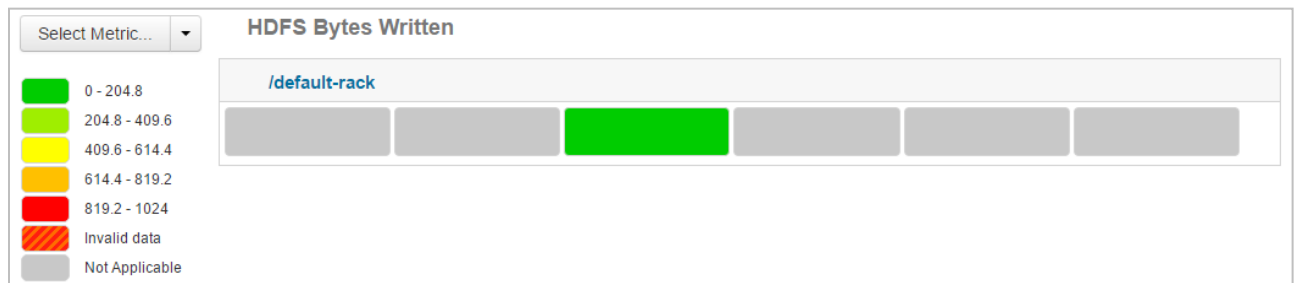 Select Metric...
HDFS Bytes Written
/default-rack
0 - 204.8
204.8 - 409.6
409.6 - 614.4
614.4 - 819.2
819.2 - 1024
Invalid data
Not Applicable